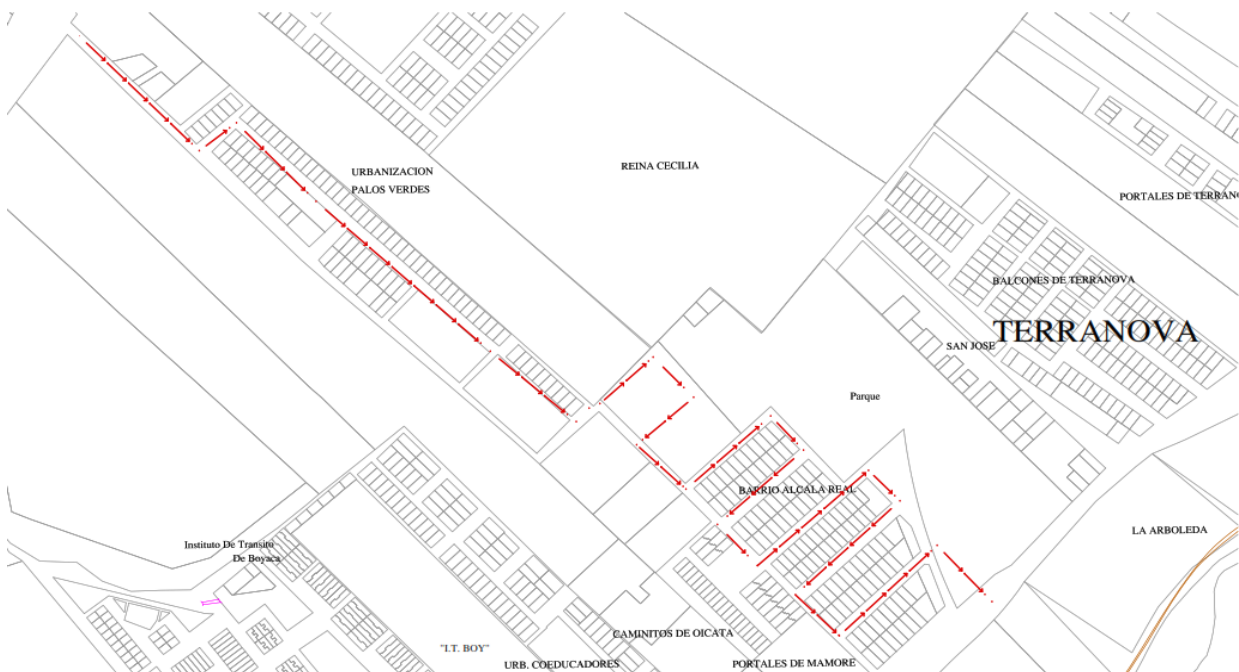 URBANIZACION
PALOS VERDES
REINA CECILIA
PORTALES DE TERRAN
BALCONES DE TERRANOVA
TERRANOVA
SAN JOSE
Parque
BARRIO ALCALA REAL
LA ARBOLEDA
Instituto De Transito
De Boyaca
CAMINITOS DE OICATA
"I.T. BOY"
URB. COEDUCADORES
PORTALES DE MAMORE